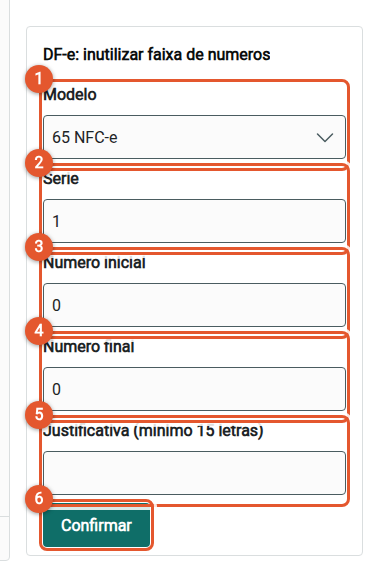 DF-e: inutilizar faixa de numeros
1
Modelo
65 NFC-e
2
Serie
1
3
Numero inicial
0
4
Numero final
0
5
Justificativa (minimo 15 letras)
6
Confirmar